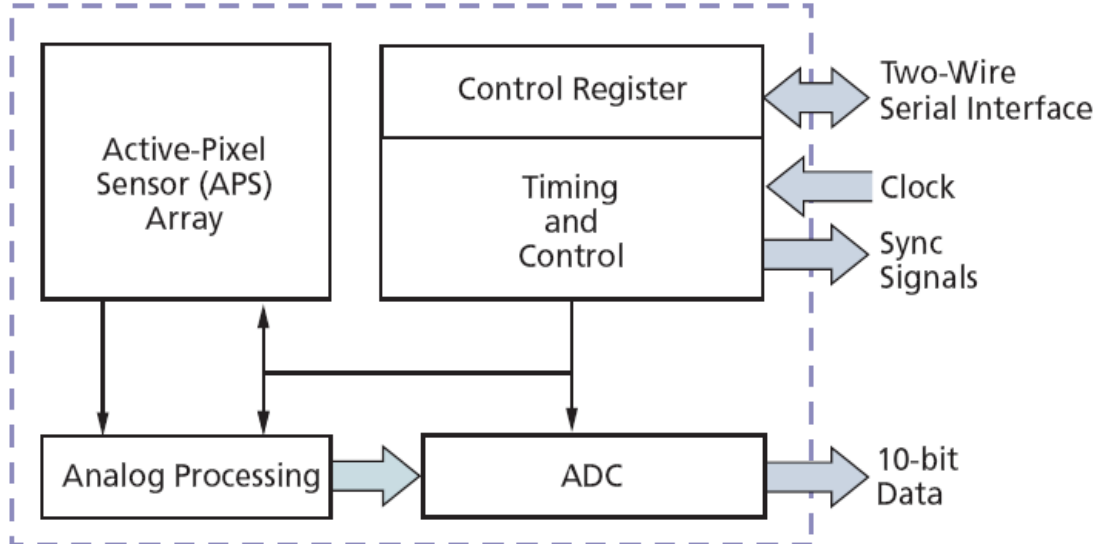 Active-Pixel
Sensor (APS)
Array
Control Register
Timing
and
Control
Two-Wire
Serial Interface
Clock
Sync
Signals
Analog Processing
ADC
10-bit
Data